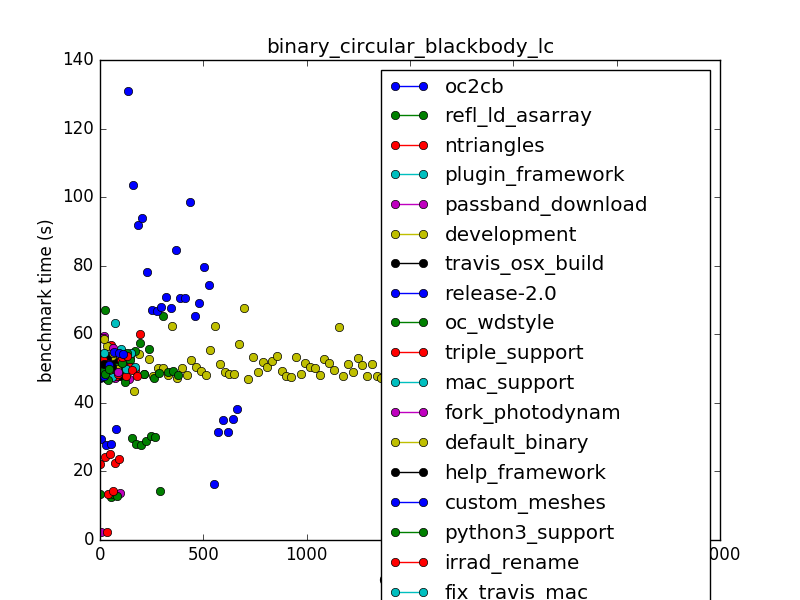 binary_circular_blackbody_lc
140
120
100
80
60
40
20
0
benchmark time (s)
0
500
1000
000
oc2cb
refl_ld_asarray
ntriangles
plugin_framework
passband_download
development
travis_osx_build
release-2.0
oc_wdstyle
triple_support
mac_support
fork_photodynam
default_binary
help_framework
custom_meshes
python3_support
irrad_rename
fix_travis_mac